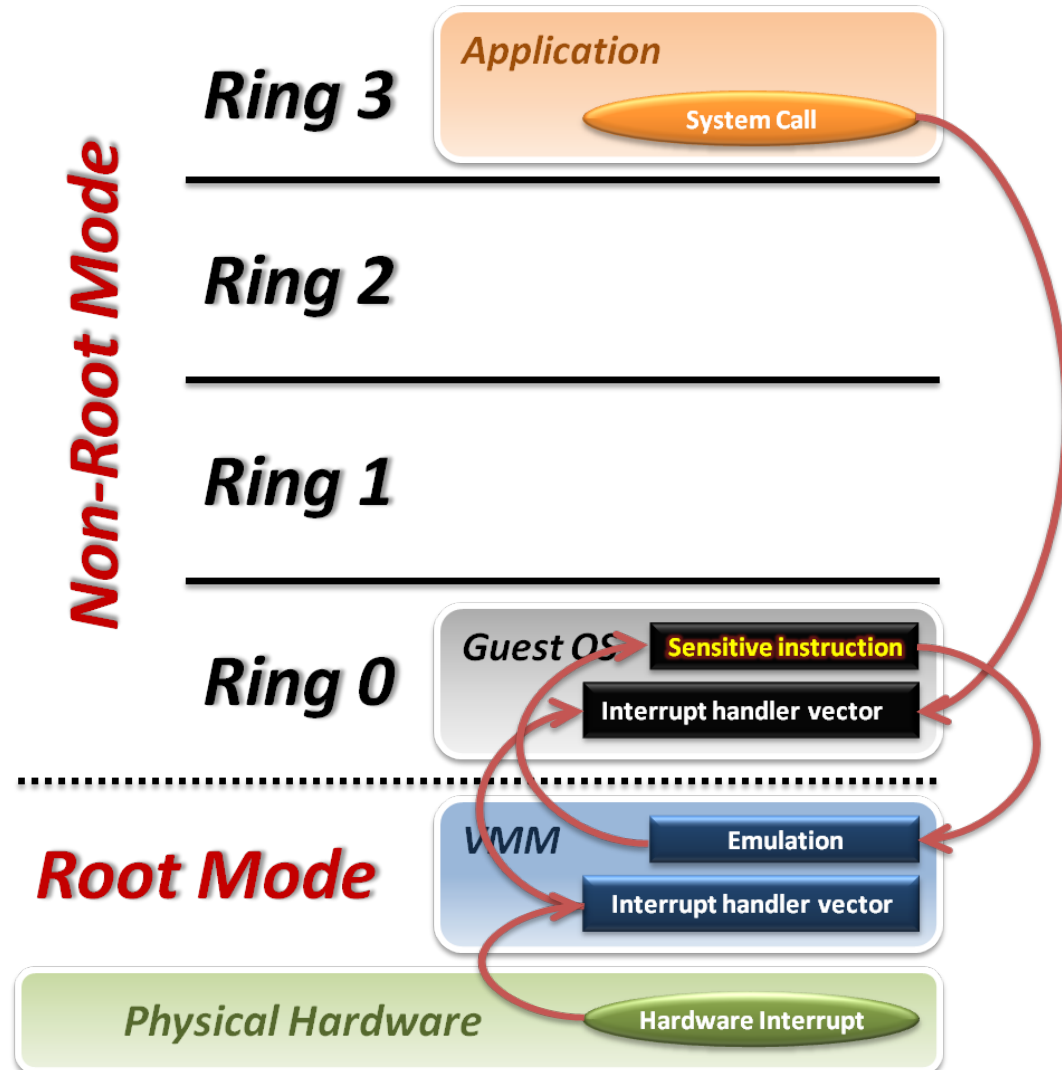 Application
Ring 3
System Call
Non-Root Mode
Ring 2
Ring 1
Guest OS
Sensitive instruction
Ring 0
Interrupt handler vector
VMM
Emulation
Root Mode
Interrupt handler vector
Physical Hardware
Hardware Interrupt